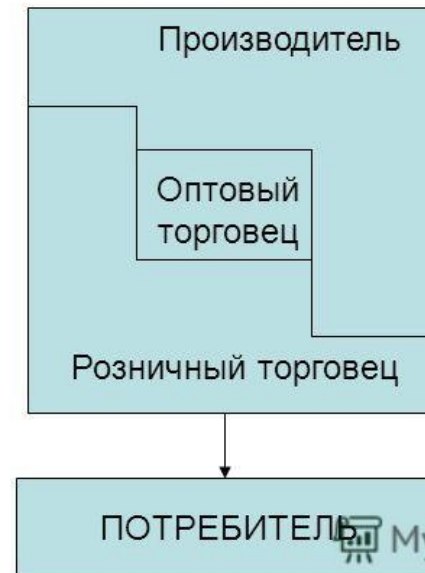 Производитель
Оптовый
торговец
Розничный торговец
ПОТРЕБИТЕЛЬ